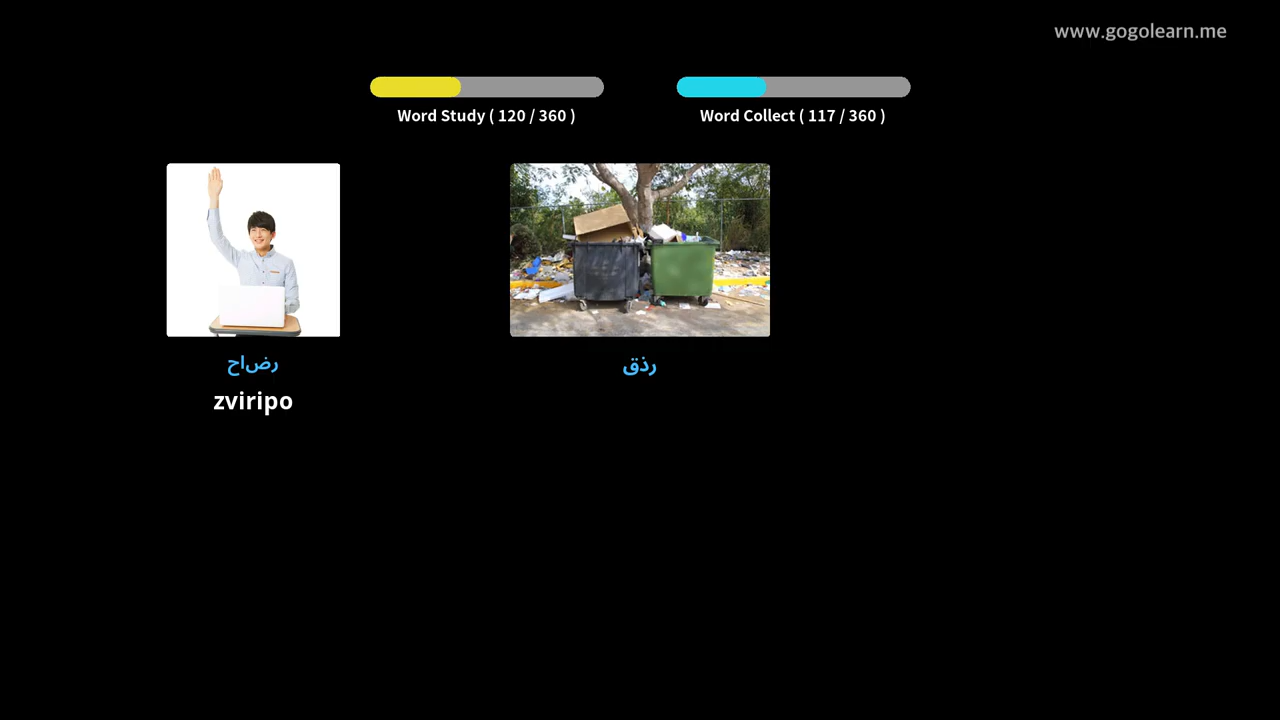 www.gogolearn.me
Word Study ( 120 / 360 )
Word Collect ( 117 / 360 )
رضاح
zviripo
رذق